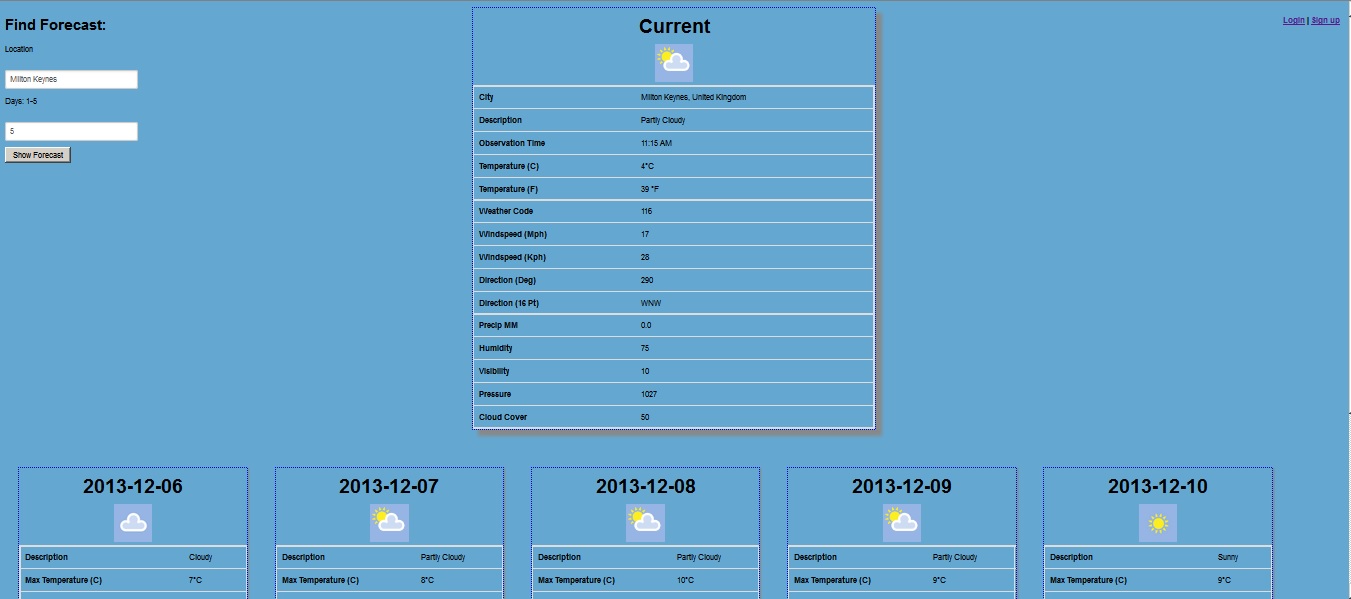 Find Forecast:
Location
Milton Keynes
Days: 1-5
5
Show Forecast
Current
City Milton Keynes, United Kingdom
Description Partly Cloudy
Observation Time 11:15 AM
Temperature (C) 4°C
Temperature (F) 39 °F
Weather Code 116
Windspeed (Mph) 17
Windspeed (Kph) 28
Direction (Deg) 290
Direction (16 Pt) WNW
Precip MM 0.0
Humidity 75
Visibility 10
Pressure 1027
Cloud Cover 50
Login | Sign up
2013-12-06
Description Cloudy
Max Temperature (C) 7°C
2013-12-07
Description Partly Cloudy
Max Temperature (C) 8°C
2013-12-08
Description Partly Cloudy
Max Temperature (C) 10°C
2013-12-09
Description Partly Cloudy
Max Temperature (C) 9°C
2013-12-10
Description Sunny
Max Temperature (C) 9°C